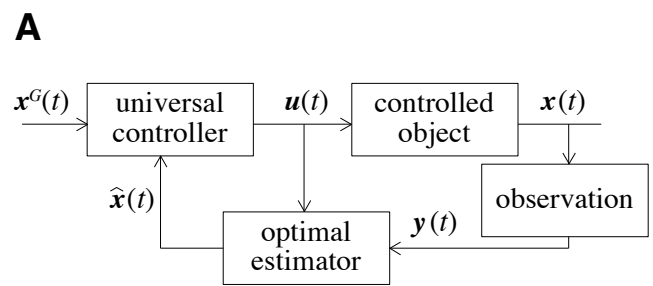 A
x^G(t)
universal
controller
u(t)
controlled
object
x(t)
observation
x̂(t)
optimal
estimator
y(t)